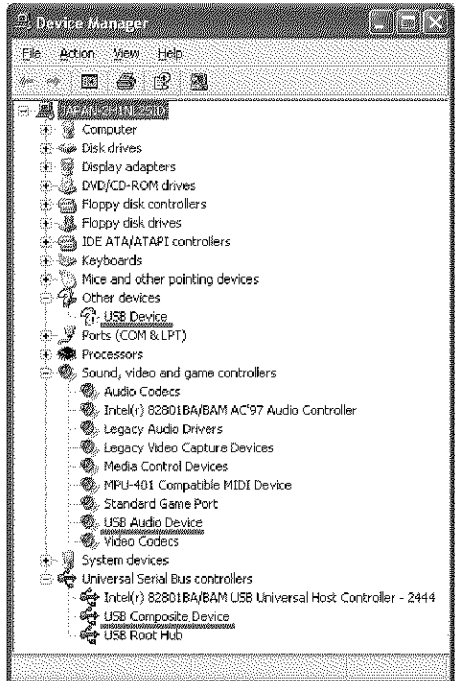 Device Manager
File Action View Help
Computer
Disk drives
Display adapters
DVD/CD-ROM drives
Floppy disk controllers
Floppy disk drives
IDE ATA/ATAPI controllers
Keyboards
Mice and other pointing devices
Other devices
USB Device
Ports (COM & LPT)
Processors
Sound, video and game controllers
Audio Codecs
Intel(r) 82801BA/BAM AC'97 Audio Controller
Legacy Audio Drivers
Legacy Video Capture Devices
Media Control Devices
MPU-401 Compatible MIDI Device
Standard Game Port
USB Audio Device
Video Codecs
System devices
Universal Serial Bus controllers
Intel(r) 82801BA/BAM USB Universal Host Controller - 2444
USB Composite Device
USB Root Hub